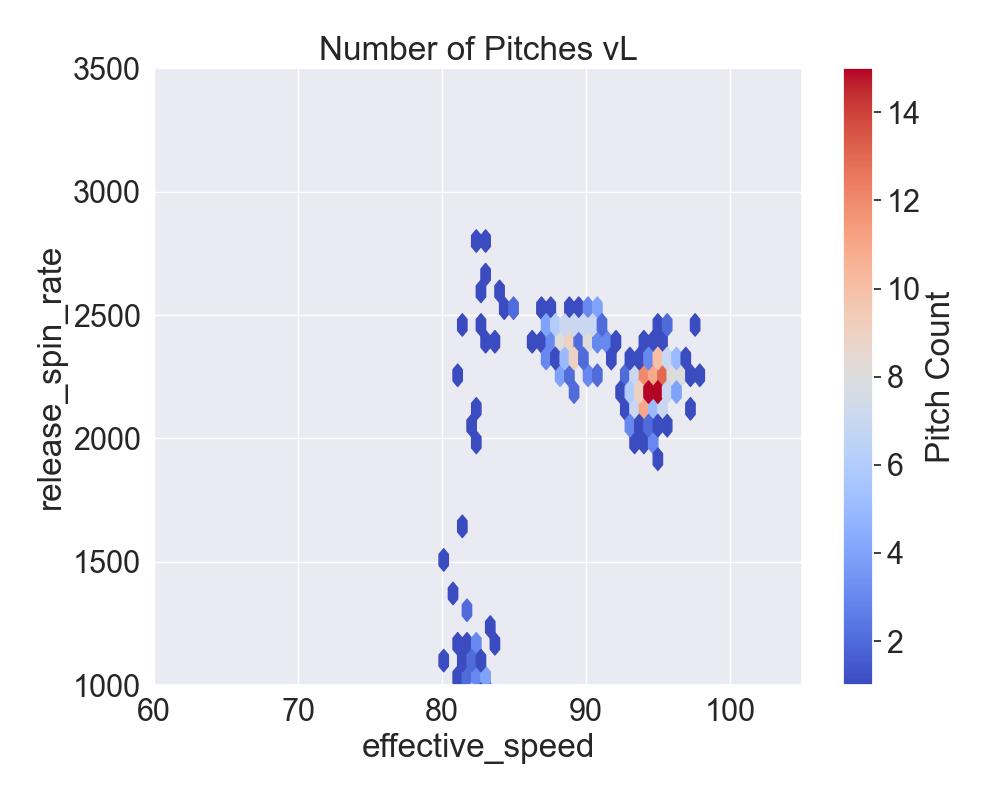 Number of Pitches vL
3500
3000
2500
2000
1500
1000
release_spin_rate
60 70 80 90 100
effective_speed
14
12
10
8
6
4
2
Pitch Count